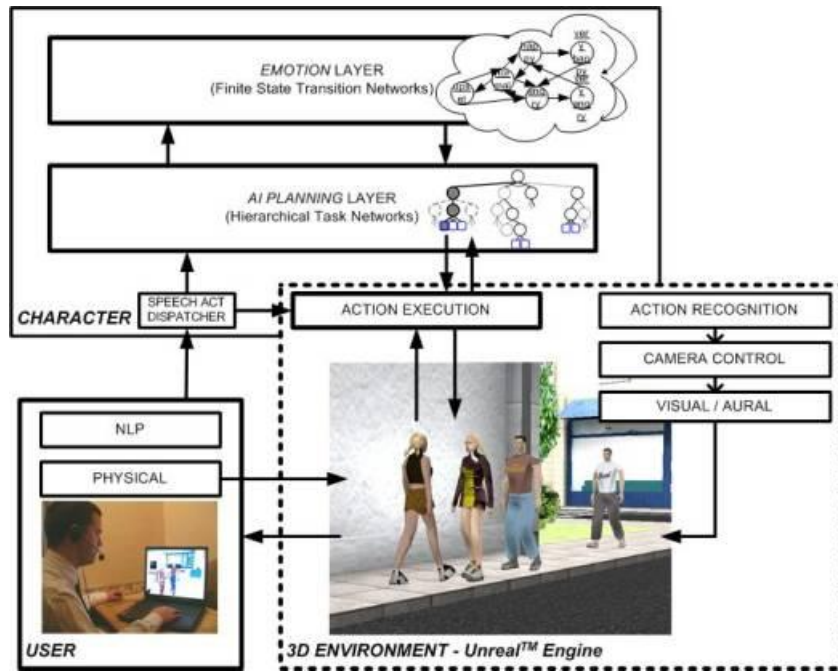 EMOTION LAYER
(Finite State Transition Networks)
AI PLANNING LAYER
(Hierarchical Task Networks)
SPEECH ACT
DISPATCHER
CHARACTER
ACTION EXECUTION
ACTION RECOGNITION
CAMERA CONTROL
VISUAL / AURAL
NLP
PHYSICAL
USER
3D ENVIRONMENT - Unreal™ Engine